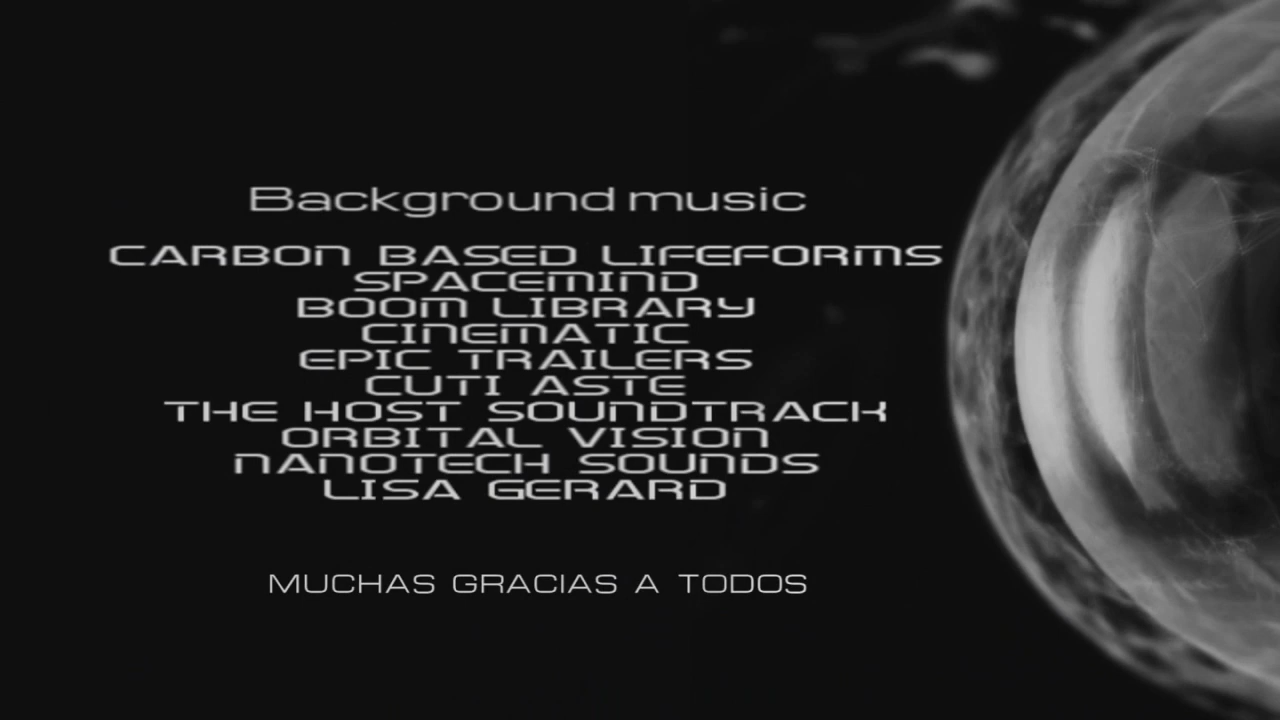 Background music
CARBON BASED LIFEFORMS
SPACEMIND
BOOM LIBRARY
CINEMATIC
EPIC TRAILERS
CUTI ASTE
THE HOST SOUNDTRACK
ORBITAL VISION
NANOTECH SOUNDS
LISA GERARD
MUCHAS GRACIAS A TODOS